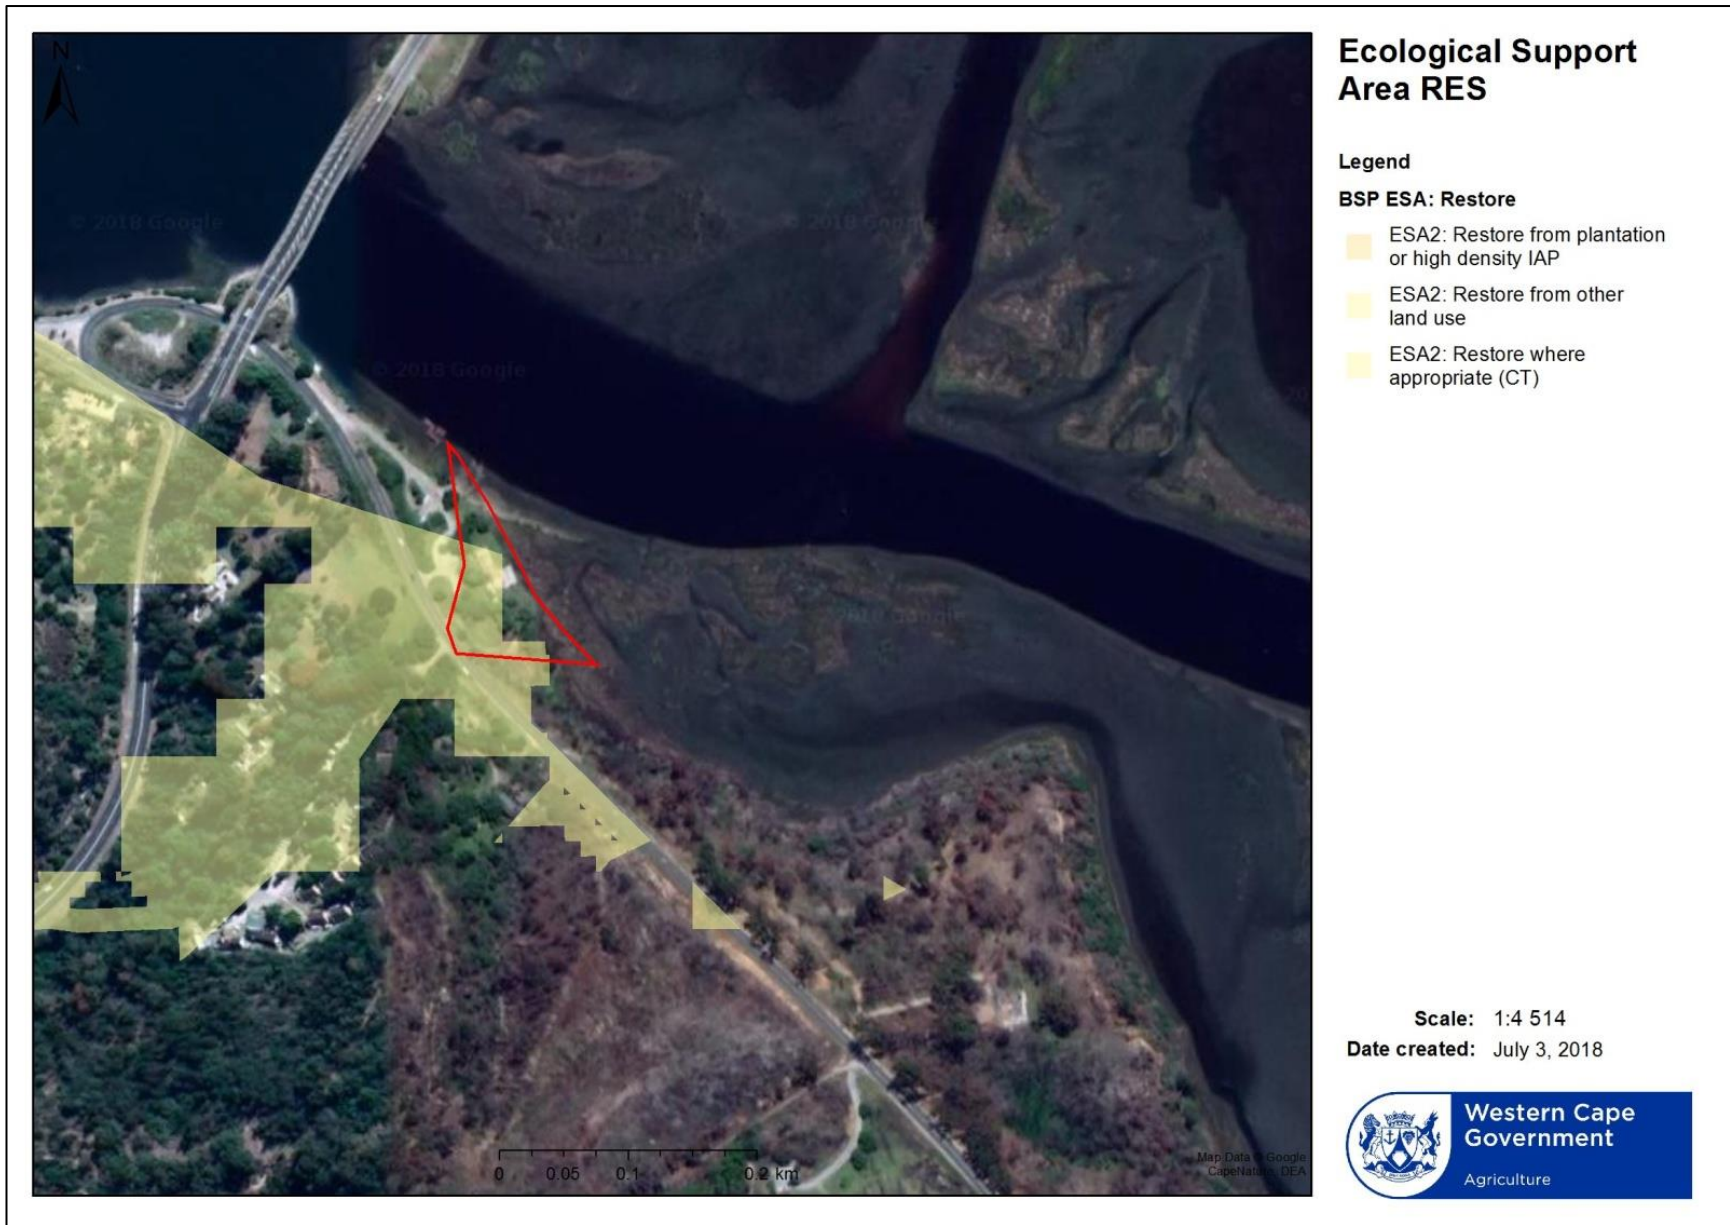 Ecological Support
Area RES
Legend
BSP ESA: Restore
ESA2: Restore from plantation
or high density IAP
ESA2: Restore from other
land use
ESA2: Restore where
appropriate (CT)
N
© 2018 Google
© 2018 Google
© 2018 Google
0 0.05 0.1 0.2 km
Map Data © Google
CapeNature, DEA
Scale: 1:4 514
Date created: July 3, 2018
Western Cape
Government
Agriculture